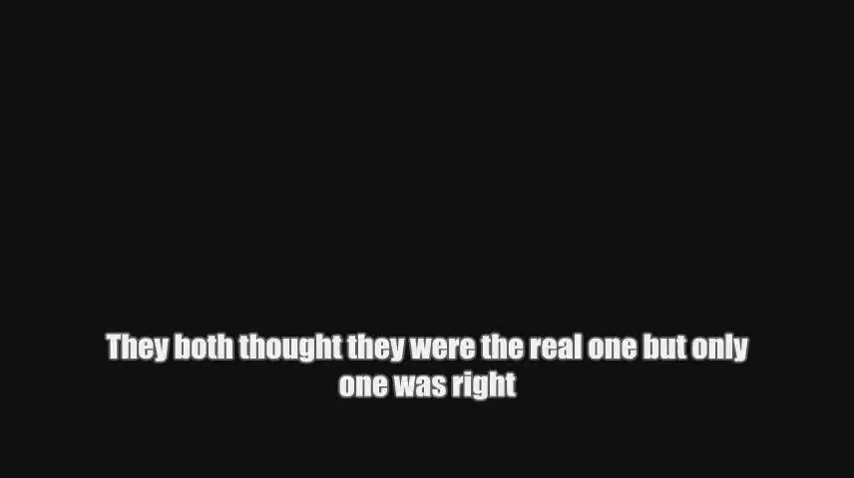 They both thought they were the real one but only
one was right